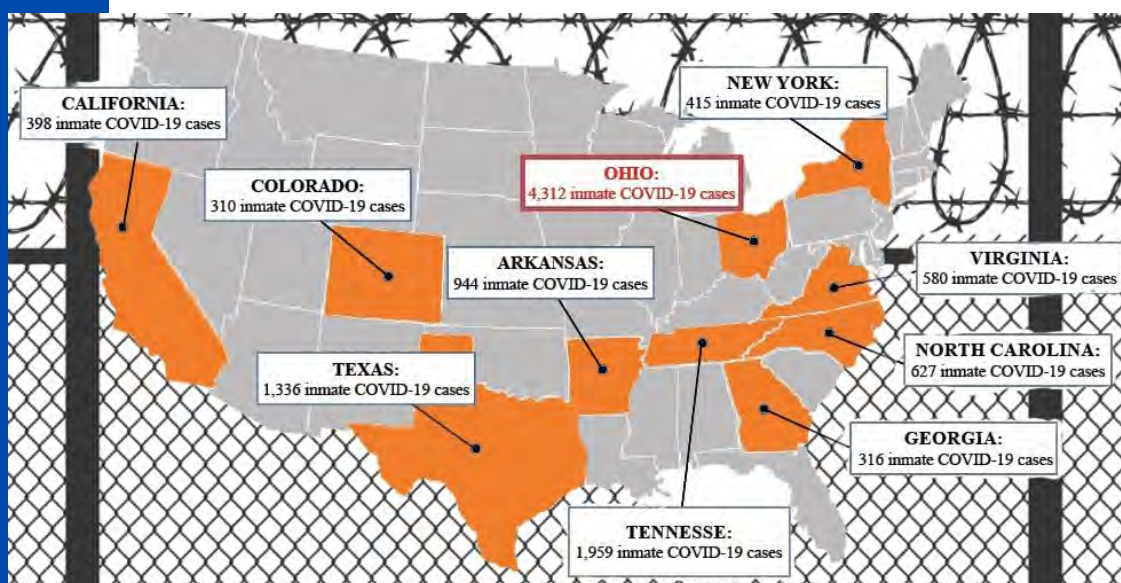 NEW YORK:
415 inmate COVID-19 cases
CALIFORNIA:
398 inmate COVID-19 cases
OHIO:
4,312 inmate COVID-19 cases
COLORADO:
310 inmate COVID-19 cases
ARKANSAS:
944 inmate COVID-19 cases
VIRGINIA:
580 inmate COVID-19 cases
NORTH CAROLINA:
627 inmate COVID-19 cases
TEXAS:
1,336 inmate COVID-19 cases
GEORGIA:
316 inmate COVID-19 cases
TENNESSE:
1,959 inmate COVID-19 cases